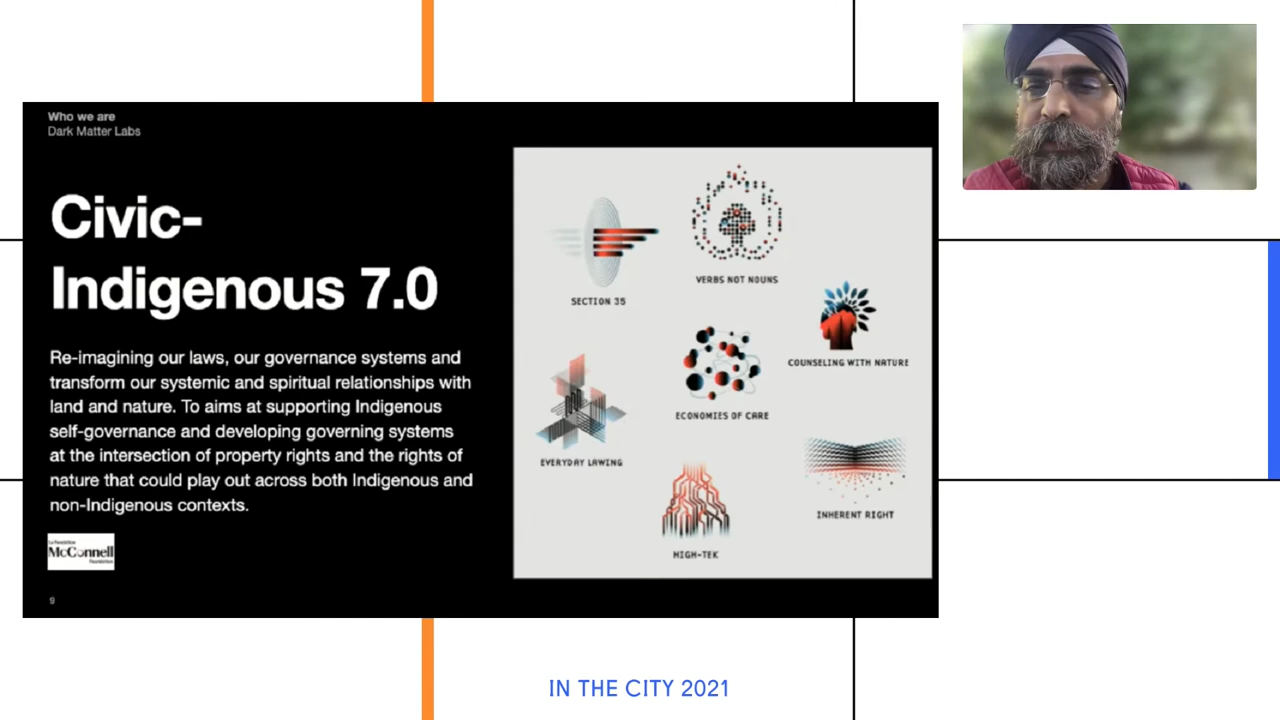 Who we are
Dark Matter Labs
Civic-
Indigenous 7.0
Re-imagining our laws, our governance systems and
transform our systemic and spiritual relationships with
land and nature. To aims at supporting Indigenous
self-governance and developing governing systems
at the intersection of property rights and the rights of
nature that could play out across both Indigenous and
non-Indigenous contexts.
La Fondation
McConnell
Foundation
9
VERBS NOT NOUNS
SECTION 35
COUNSELING WITH NATURE
ECONOMIES OF CARE
EVERYDAY LAWING
INHERENT RIGHT
HIGH-TEK
IN THE CITY 2021